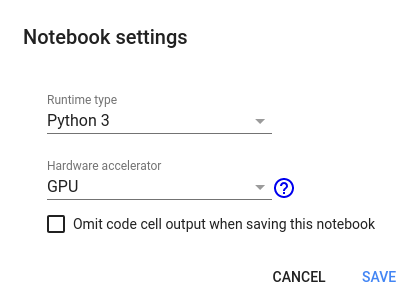 Notebook settings
Runtime type
Python 3
Hardware accelerator
GPU
?
Omit code cell output when saving this notebook
CANCEL SAVE